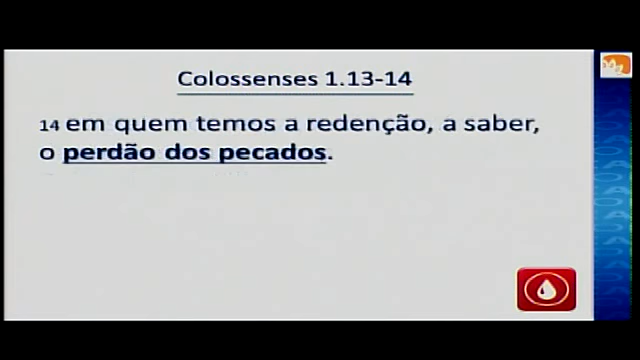 Colossenses 1.13-14
14 em quem temos a redenção, a saber,
o perdão dos pecados.